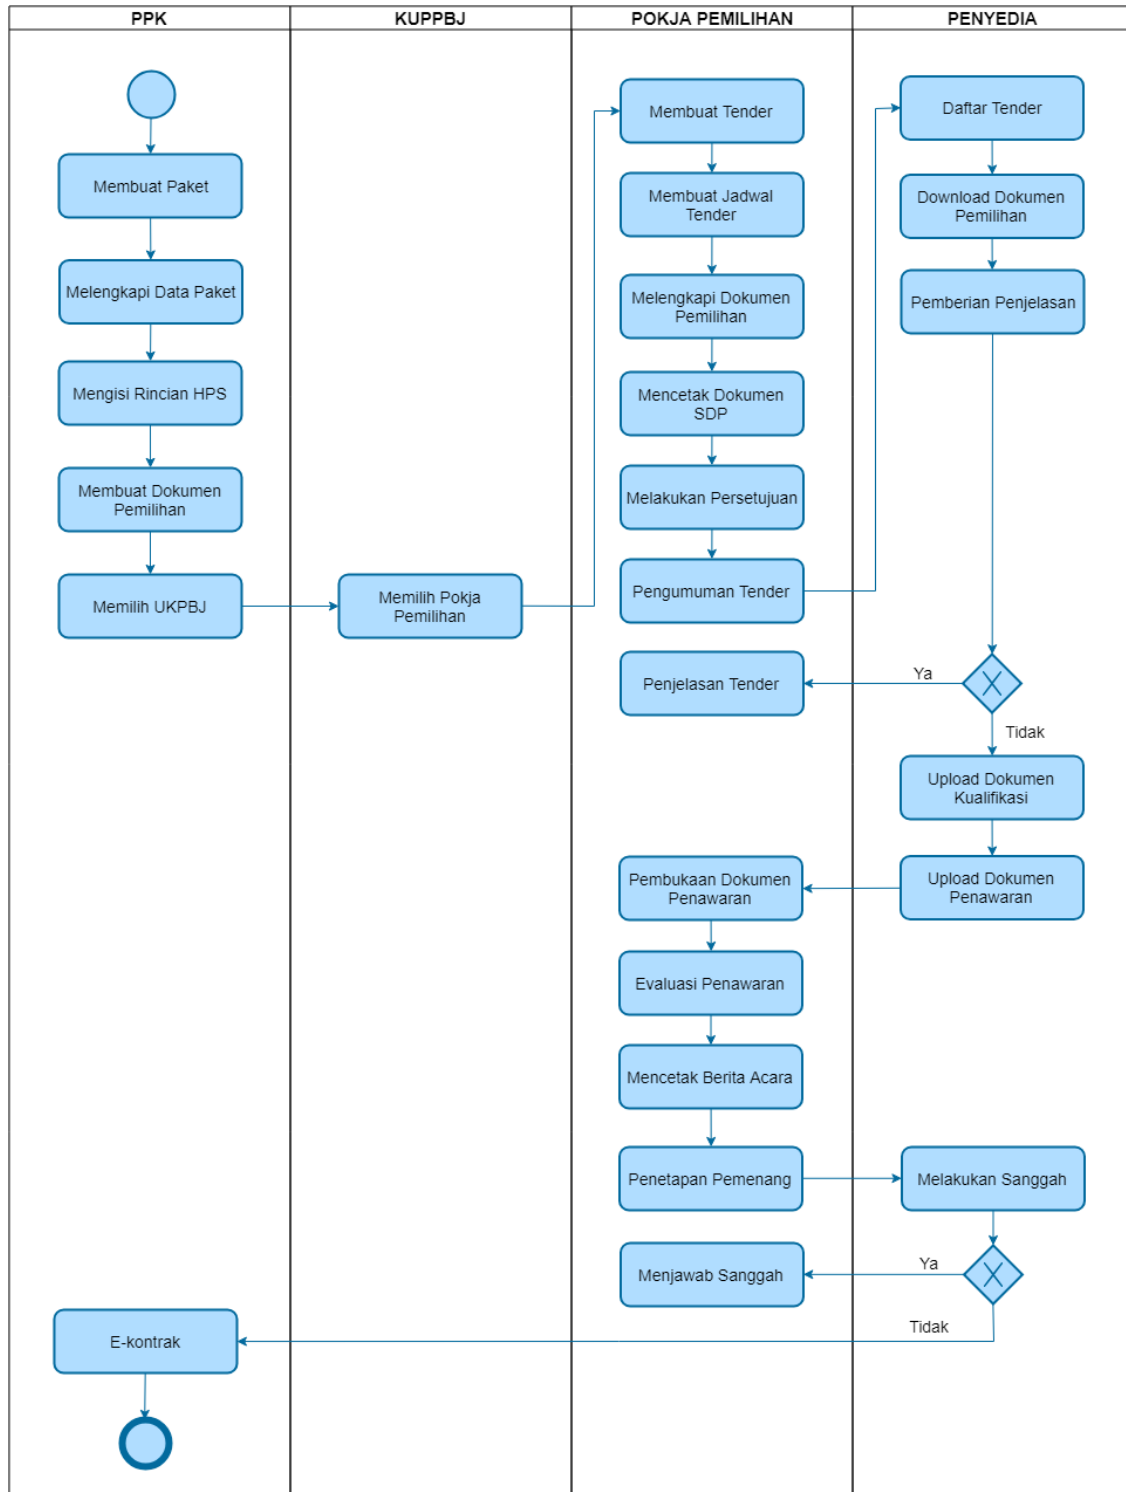 PPK
KUPPBJ
POKJA PEMILIHAN
PENYEDIA
Membuat Paket
Melengkapi Data Paket
Mengisi Rincian HPS
Membuat Dokumen
Pemilihan
Memilih UKPBJ
Memilih Pokja
Pemilihan
Membuat Tender
Membuat Jadwal
Tender
Melengkapi Dokumen
Pemilihan
Mencetak Dokumen
SDP
Melakukan Persetujuan
Pengumuman Tender
Daftar Tender
Download Dokumen
Pemilihan
Pemberian Penjelasan
X
Ya
Penjelasan Tender
Tidak
Upload Dokumen
Kualifikasi
Upload Dokumen
Penawaran
Pembukaan Dokumen
Penawaran
Evaluasi Penawaran
Mencetak Berita Acara
Penetapan Pemenang
Melakukan Sanggah
X
Ya
Menjawab Sanggah
Tidak
E-kontrak